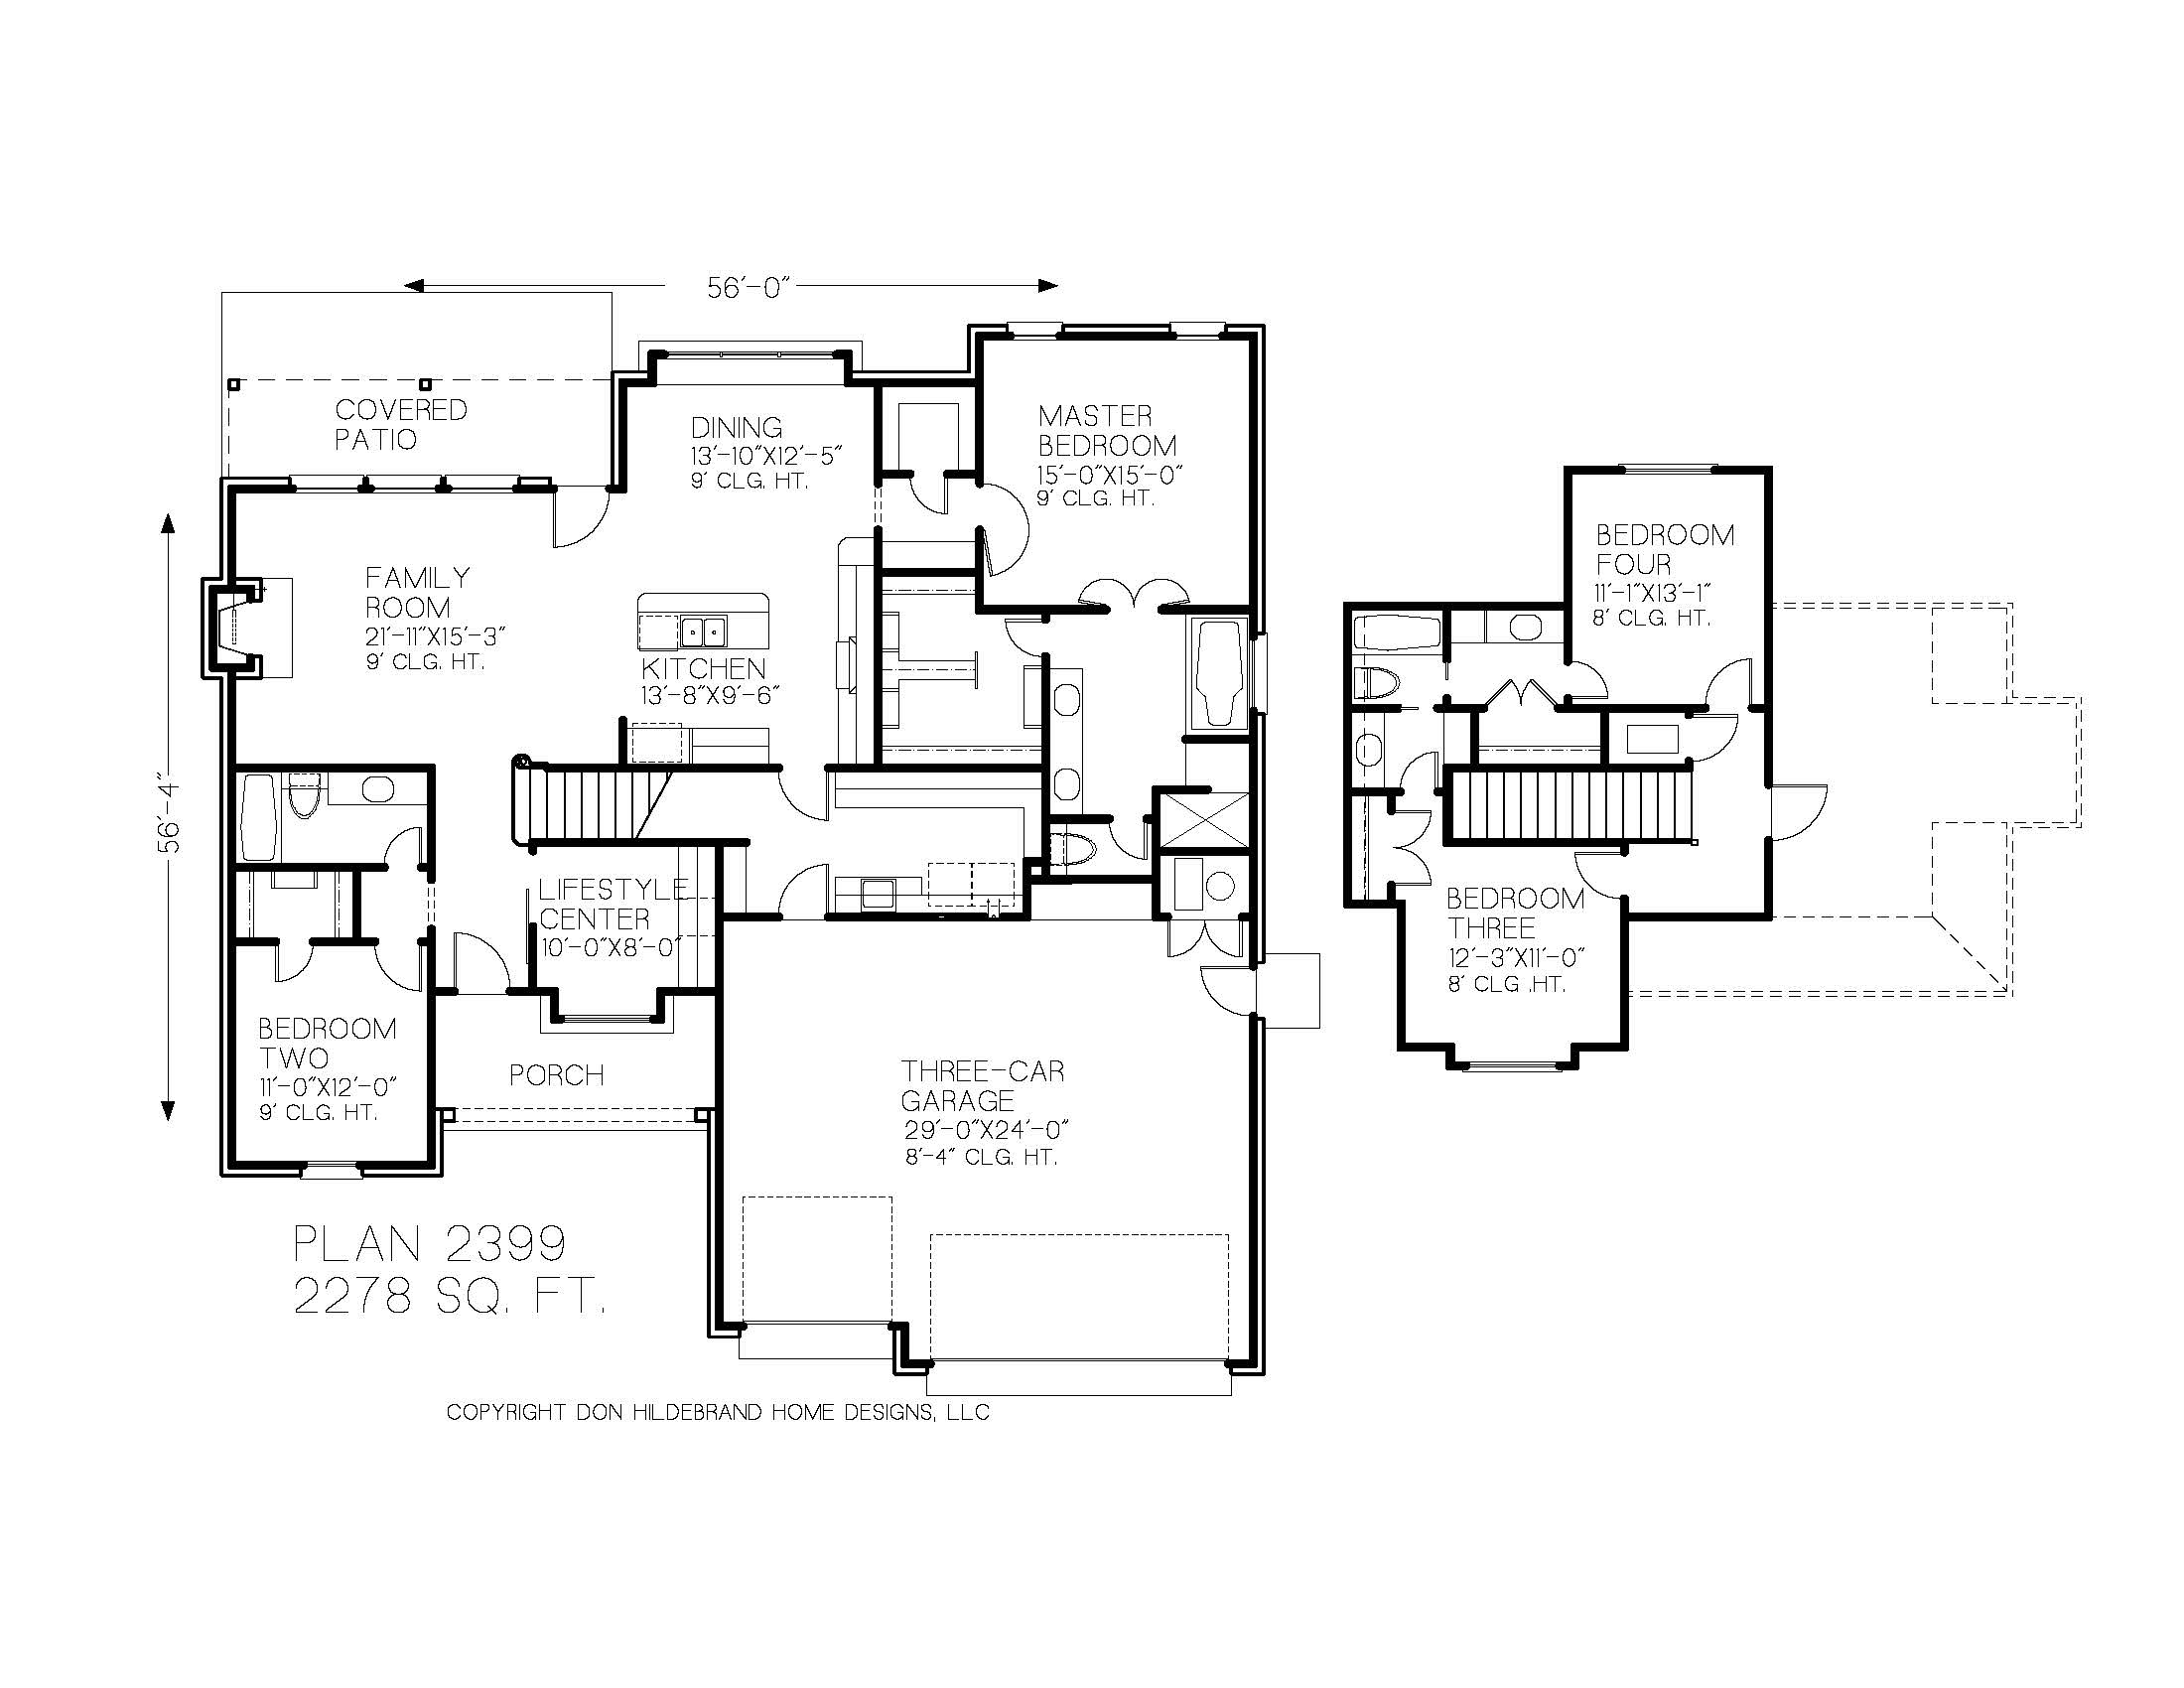 56'-0"
COVERED
PATIO
DINING
13'-10"X12'-5"
9' CLG. HT.
MASTER
BEDROOM
15'-0"X15'-0"
9' CLG. HT.
FAMILY
ROOM
21'-11"X15'-3"
9' CLG. HT.
KITCHEN
13'-8"X9'-6"
56'-4"
LIFESTYLE
CENTER
10'-0"X8'-0"
BEDROOM
TWO
11'-0"X12'-0"
9' CLG. HT.
PORCH
THREE-CAR
GARAGE
29'-0"X24'-0"
8'-4" CLG. HT.
BEDROOM
FOUR
11'-1"X13'-1"
8' CLG. HT.
BEDROOM
THREE
12'-3"X11'-0"
8' CLG .HT.
PLAN 2399
2278 SQ. FT.
COPYRIGHT DON HILDEBRAND HOME DESIGNS, LLC